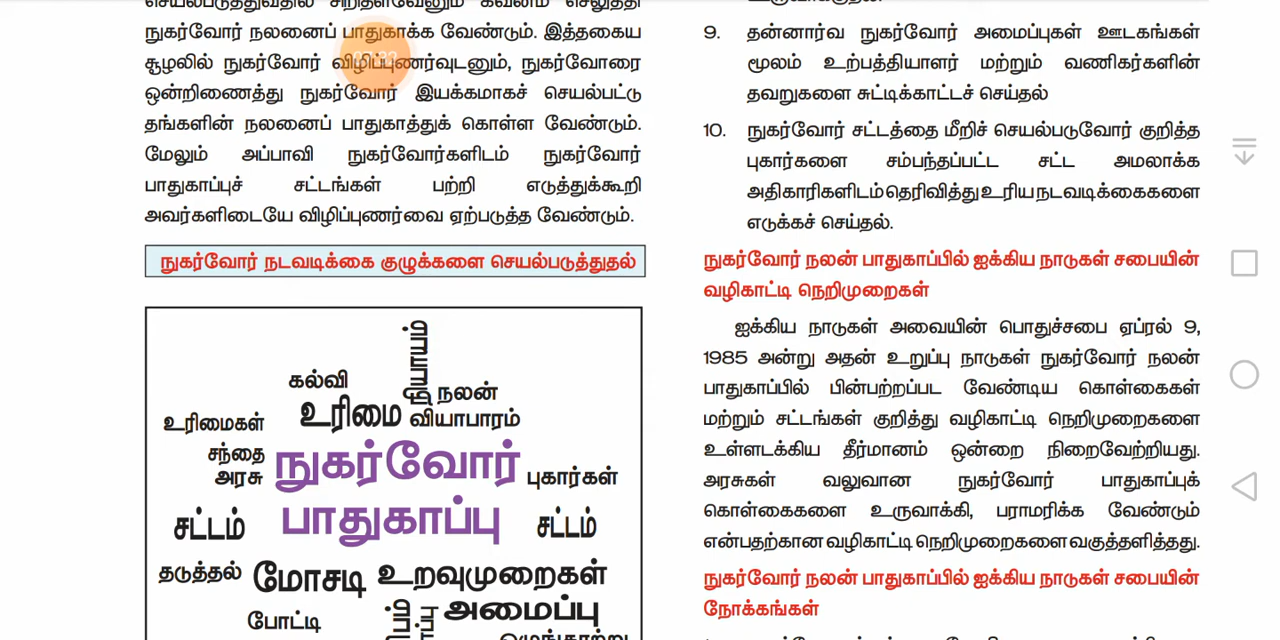 செயல்படுத்துவதில் சிறிதளவேனும் கவனம் செலுத்தி
நுகர்வோர் நலனைப் பாதுகாக்க வேண்டும். இத்தகைய
சூழலில் நுகர்வோர் விழிப்புணர்வுடனும், நுகர்வோரை
ஒன்றிணைத்து நுகர்வோர் இயக்கமாகச் செயல்பட்டு
தங்களின் நலனைப் பாதுகாத்துக் கொள்ள வேண்டும்.
மேலும் அப்பாவி நுகர்வோர்களிடம் நுகர்வோர்
பாதுகாப்புச் சட்டங்கள் பற்றி எடுத்துக்கூறி
அவர்களிடையே விழிப்புணர்வை ஏற்படுத்த வேண்டும்.
நுகர்வோர் நடவடிக்கை குழுக்களை செயல்படுத்துதல்
நியாயம்
கல்வி
நலன்
உரிமைகள்
உரிமை
வியாபாரம்
சந்தை
அரசு
நுகர்வோர்
புகார்கள்
சட்டம்
பாதுகாப்பு
சட்டம்
தடுத்தல்
மோசடி
உறவுமுறைகள்
போட்டி
அமைப்பு
9. தன்னார்வ நுகர்வோர் அமைப்புகள் ஊடகங்கள்
மூலம் உற்பத்தியாளர் மற்றும் வணிகர்களின்
தவறுகளை சுட்டிக்காட்டச் செய்தல்
10. நுகர்வோர் சட்டத்தை மீறிச் செயல்படுவோர் குறித்த
புகார்களை சம்பந்தப்பட்ட சட்ட அமலாக்க
அதிகாரிகளிடம் தெரிவித்து உரிய நடவடிக்கைகளை
எடுக்கச் செய்தல்.
நுகர்வோர் நலன் பாதுகாப்பில் ஐக்கிய நாடுகள் சபையின்
வழிகாட்டி நெறிமுறைகள்
ஐக்கிய நாடுகள் அவையின் பொதுச்சபை ஏப்ரல் 9,
1985 அன்று அதன் உறுப்பு நாடுகள் நுகர்வோர் நலன்
பாதுகாப்பில் பின்பற்றப்பட வேண்டிய கொள்கைகள்
மற்றும் சட்டங்கள் குறித்து வழிகாட்டி நெறிமுறைகளை
உள்ளடக்கிய தீர்மானம் ஒன்றை நிறைவேற்றியது.
அரசுகள் வலுவான நுகர்வோர் பாதுகாப்புக்
கொள்கைகளை உருவாக்கி, பராமரிக்க வேண்டும்
என்பதற்கான வழிகாட்டி நெறிமுறைகளை வகுத்தளித்தது.
நுகர்வோர் நலன் பாதுகாப்பில் ஐக்கிய நாடுகள் சபையின்
நோக்கங்கள்